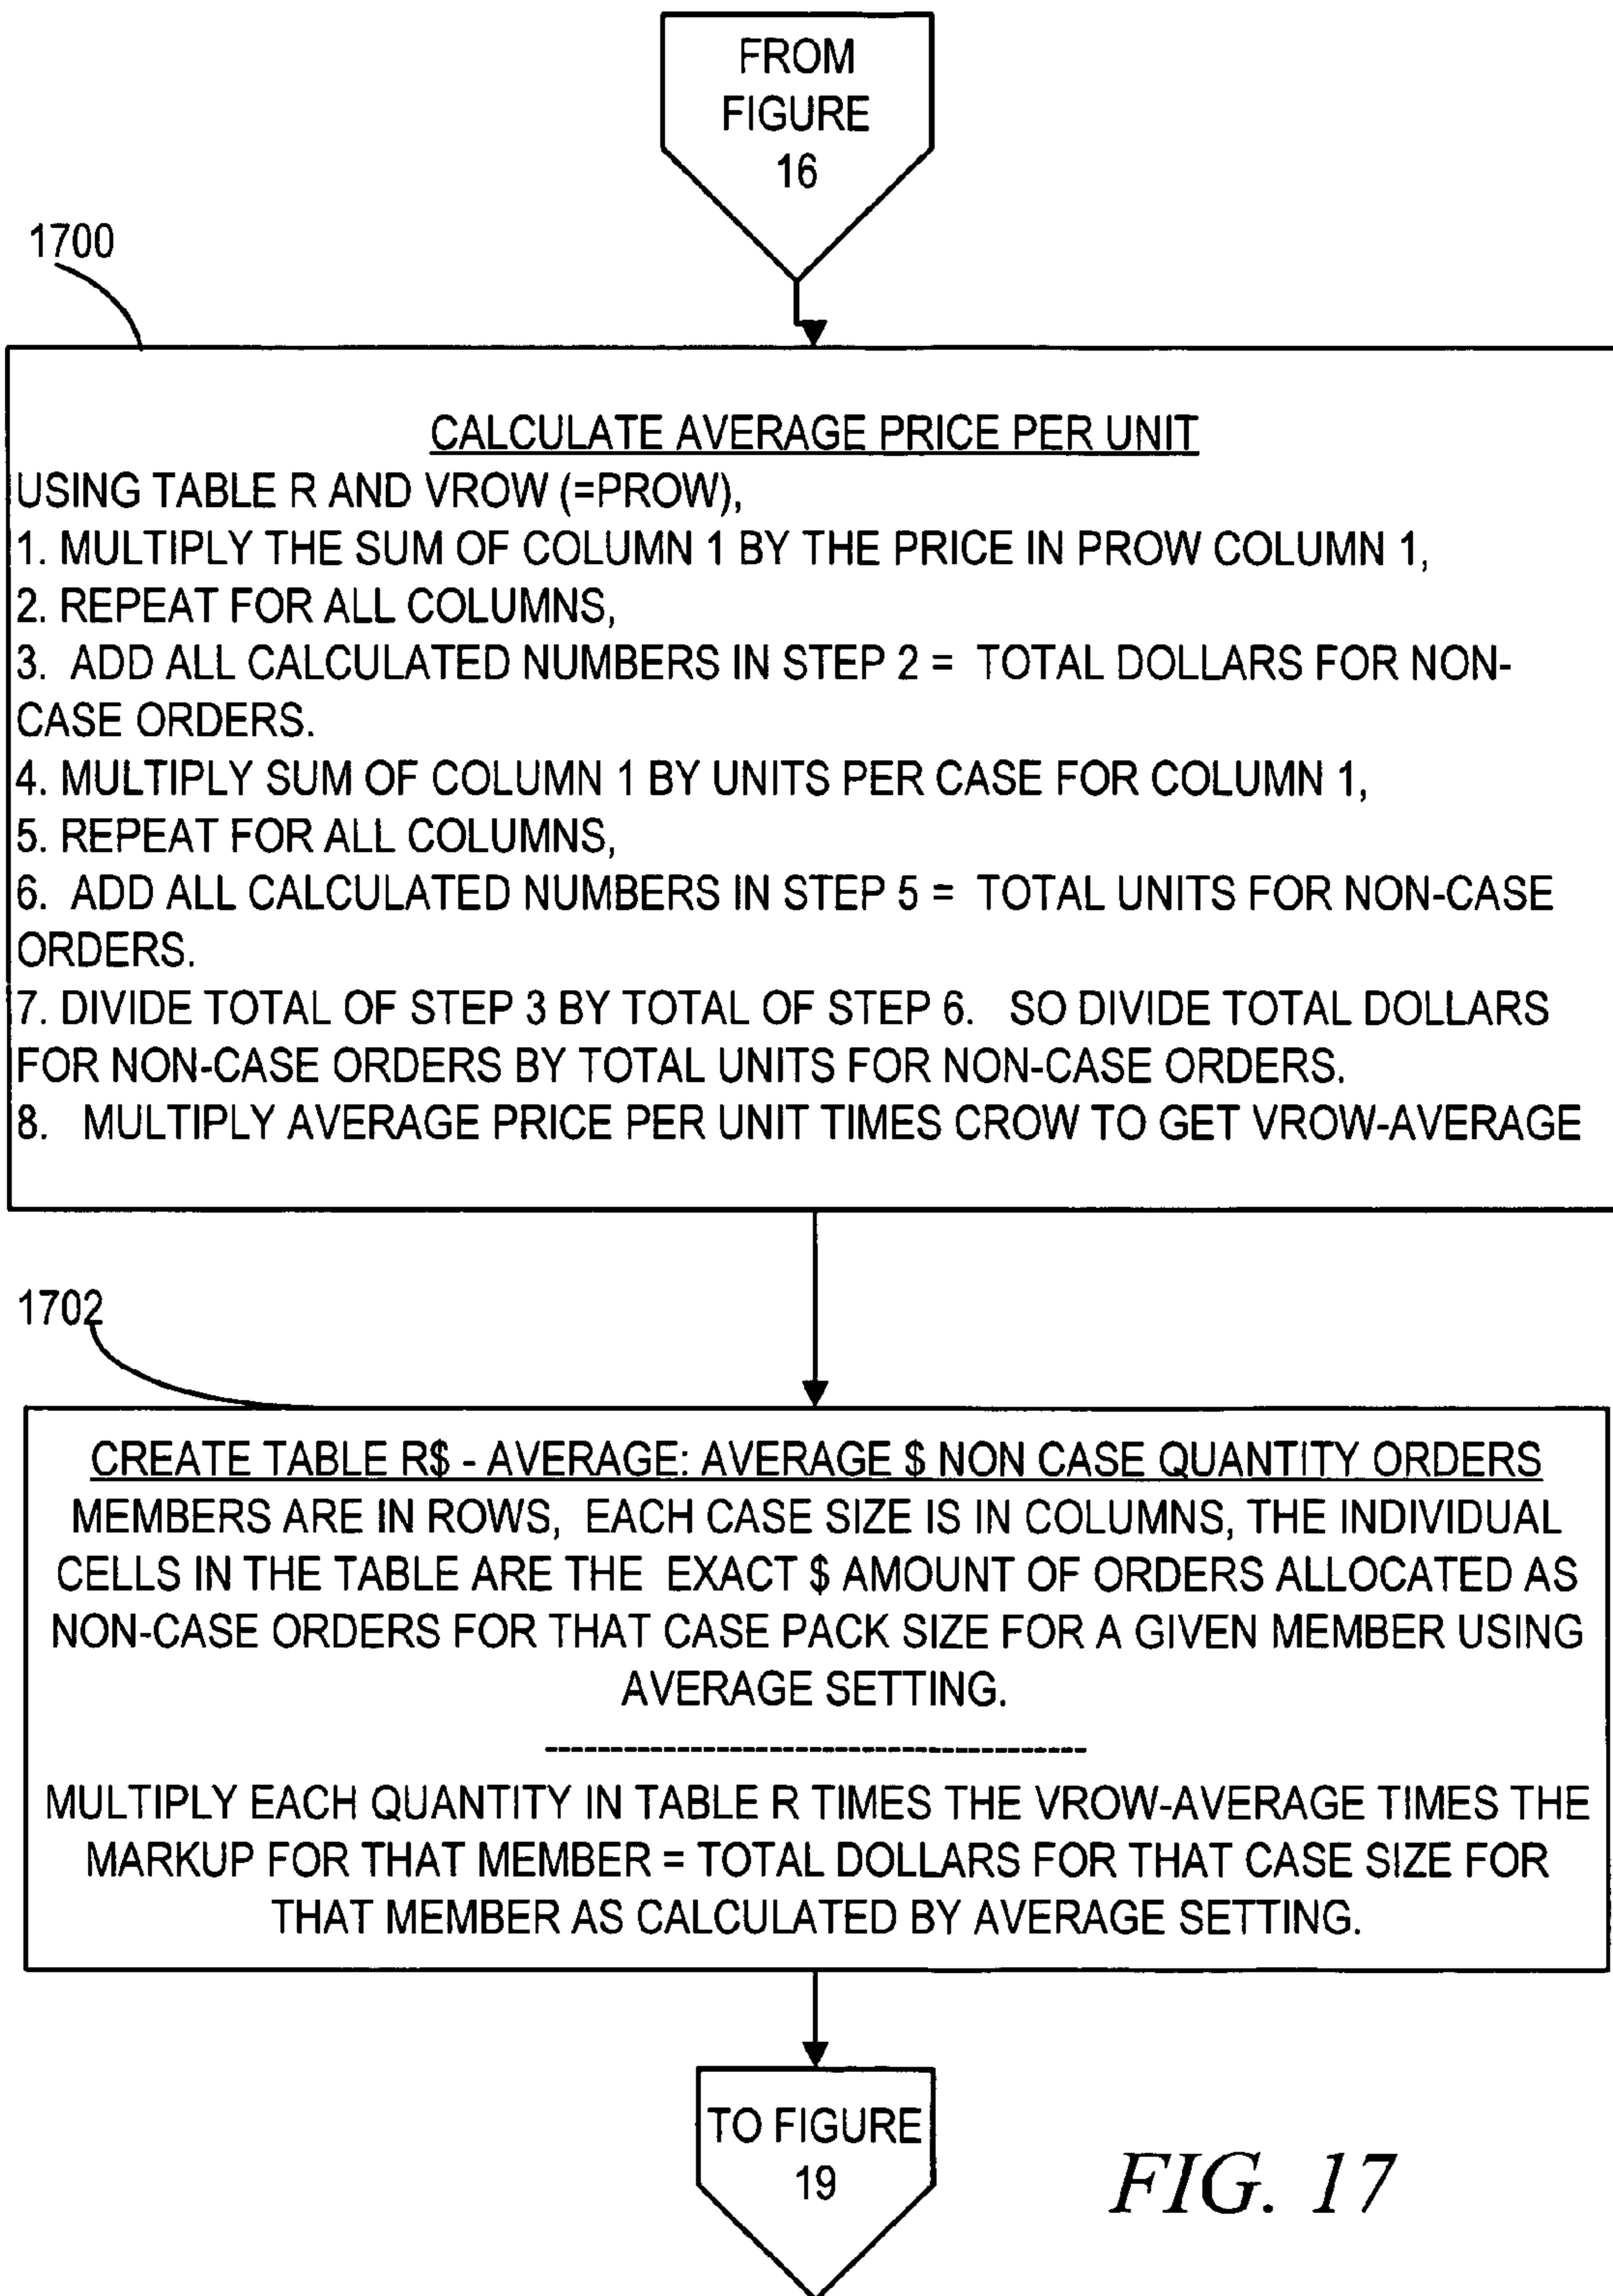 FROM
FIGURE
16
1700
CALCULATE AVERAGE PRICE PER UNIT
USING TABLE R AND VROW (=PROW),
1. MULTIPLY THE SUM OF COLUMN 1 BY THE PRICE IN PROW COLUMN 1,
2. REPEAT FOR ALL COLUMNS,
3. ADD ALL CALCULATED NUMBERS IN STEP 2 = TOTAL DOLLARS FOR NON-
CASE ORDERS.
4. MULTIPLY SUM OF COLUMN 1 BY UNITS PER CASE FOR COLUMN 1,
5. REPEAT FOR ALL COLUMNS,
6. ADD ALL CALCULATED NUMBERS IN STEP 5 = TOTAL UNITS FOR NON-CASE
ORDERS.
7. DIVIDE TOTAL OF STEP 3 BY TOTAL OF STEP 6. SO DIVIDE TOTAL DOLLARS
FOR NON-CASE ORDERS BY TOTAL UNITS FOR NON-CASE ORDERS.
8. MULTIPLY AVERAGE PRICE PER UNIT TIMES CROW TO GET VROW-AVERAGE
1702
CREATE TABLE R$ - AVERAGE: AVERAGE $ NON CASE QUANTITY ORDERS
MEMBERS ARE IN ROWS, EACH CASE SIZE IS IN COLUMNS, THE INDIVIDUAL
CELLS IN THE TABLE ARE THE EXACT $ AMOUNT OF ORDERS ALLOCATED AS
NON-CASE ORDERS FOR THAT CASE PACK SIZE FOR A GIVEN MEMBER USING
AVERAGE SETTING.
----------------------------------------
MULTIPLY EACH QUANTITY IN TABLE R TIMES THE VROW-AVERAGE TIMES THE
MARKUP FOR THAT MEMBER = TOTAL DOLLARS FOR THAT CASE SIZE FOR
THAT MEMBER AS CALCULATED BY AVERAGE SETTING.
TO FIGURE
19
FIG. 17